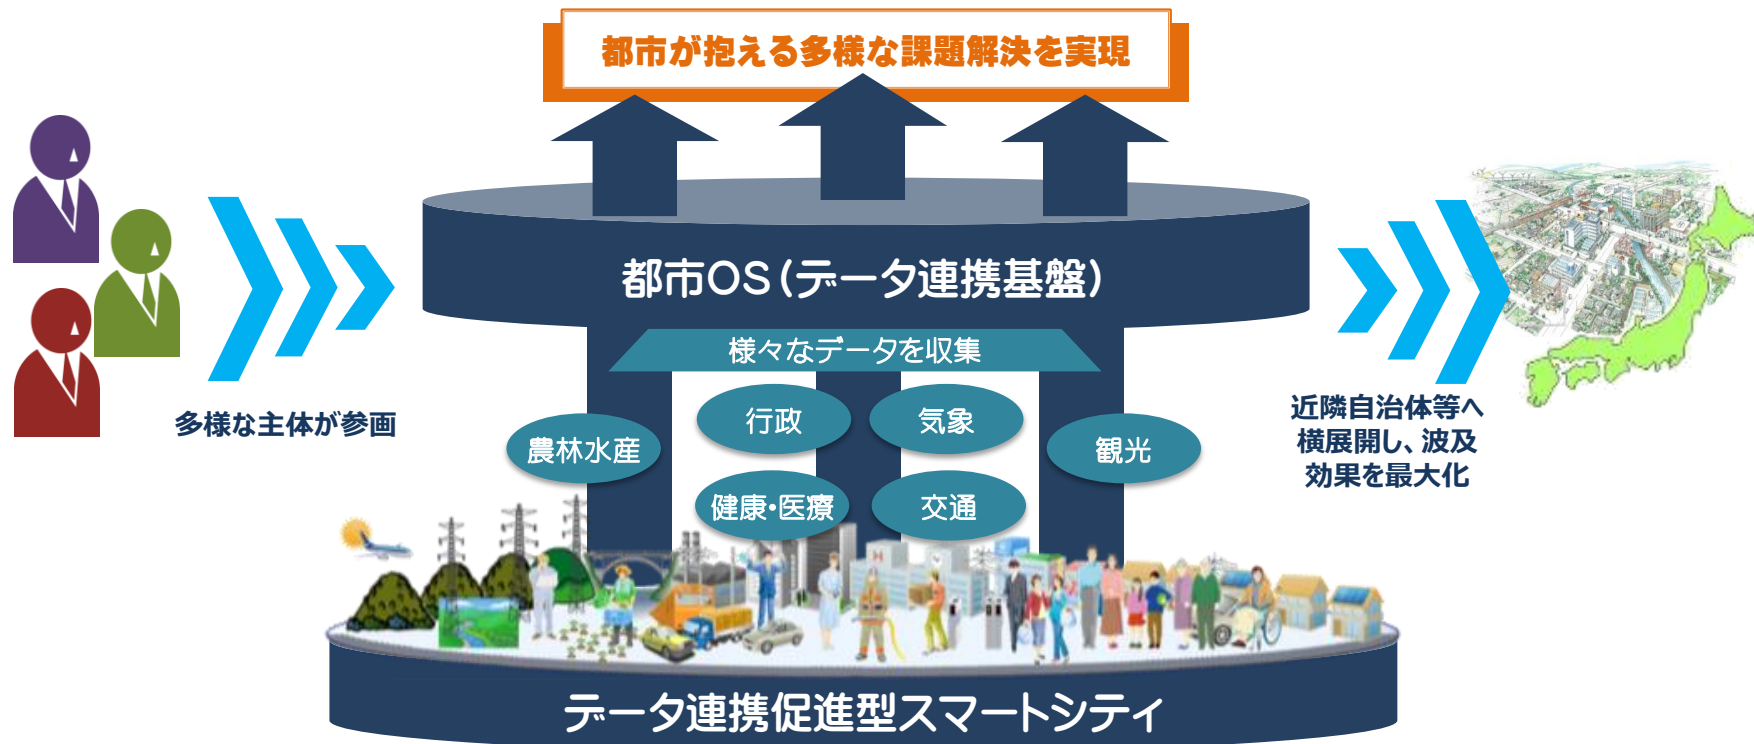 都市が抱える多様な課題解決を実現
都市OS(データ連携基盤)
様々なデータを収集
行政
気象
農林水産
観光
健康・医療
交通
多様な主体が参画
近隣自治体等へ
横展開し、波及
効果を最大化
データ連携促進型スマートシティ